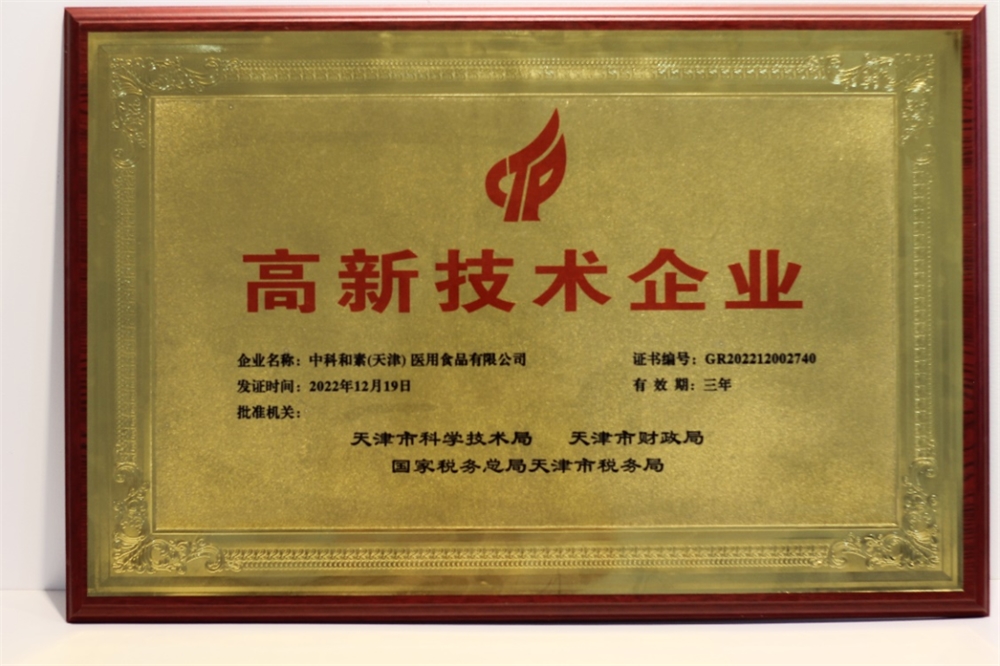 CTP
高新技术企业
企业名称：中科和素(天津) 医用食品有限公司 证书编号：GR202212002740
发证时间：2022年12月19日 有 效 期：三年
批准机关：
天津市科学技术局 天津市财政局
国家税务总局天津市税务局